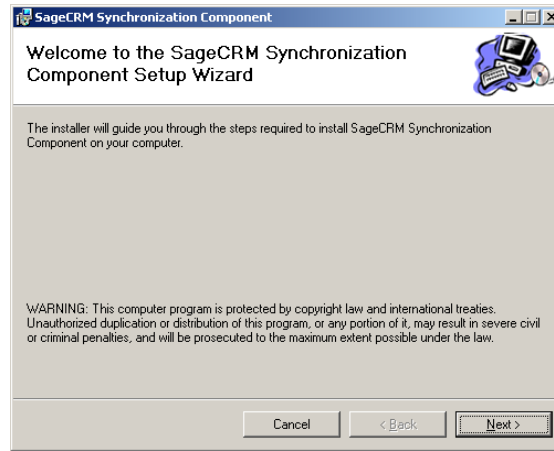 SageCRM Synchronization Component
Welcome to the SageCRM Synchronization
Component Setup Wizard
The installer will guide you through the steps required to install SageCRM Synchronization
Component on your computer.
WARNING: This computer program is protected by copyright law and international treaties.
Unauthorized duplication or distribution of this program, or any portion of it, may result in severe civil
or criminal penalties, and will be prosecuted to the maximum extent possible under the law.
Cancel
< Back
Next >